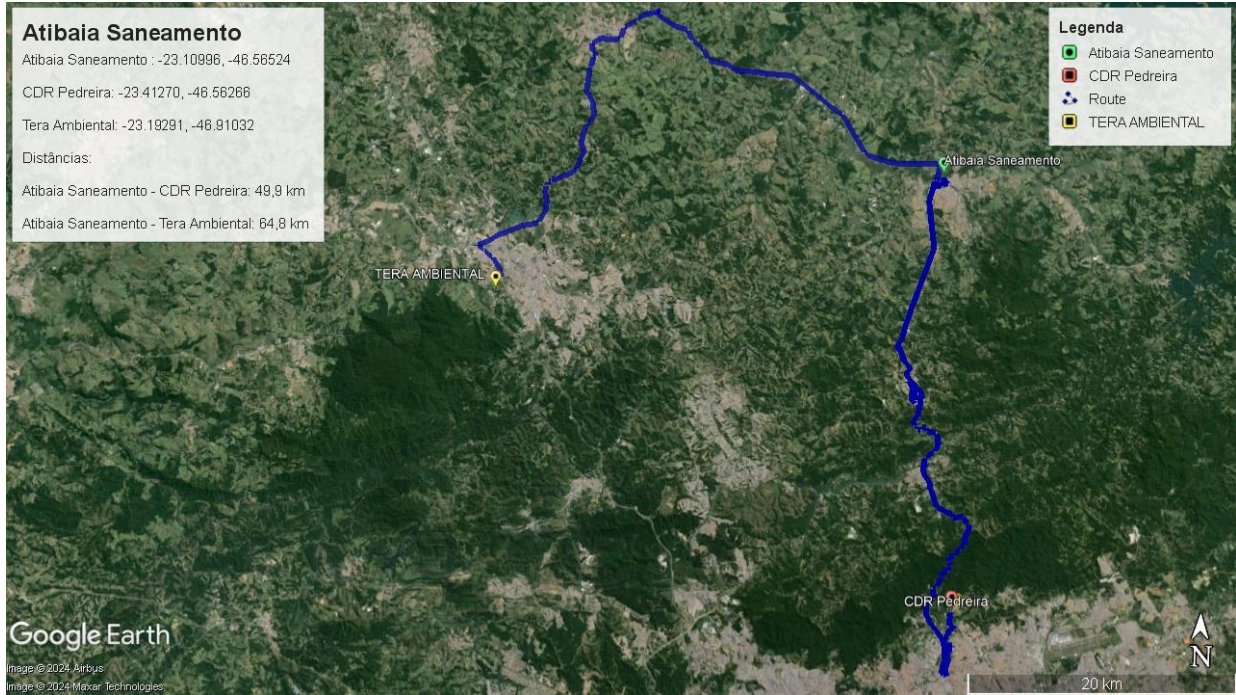 Atibaia Saneamento
Atibaia Saneamento : -23.10996, -46.56524
CDR Pedreira: -23.41270, -46.56266
Tera Ambiental: -23.19291, -46.91032
Distâncias:
Atibaia Saneamento - CDR Pedreira: 49,9 km
Atibaia Saneamento - Tera Ambiental: 64,8 km
Legenda
Atibaia Saneamento
CDR Pedreira
Route
TERA AMBIENTAL
Atibaia Saneamento
TERA AMBIENTAL
CDR Pedreira
Google Earth
Image © 2024 Airbus
Image © 2024 Maxar Technologies
N
20 km